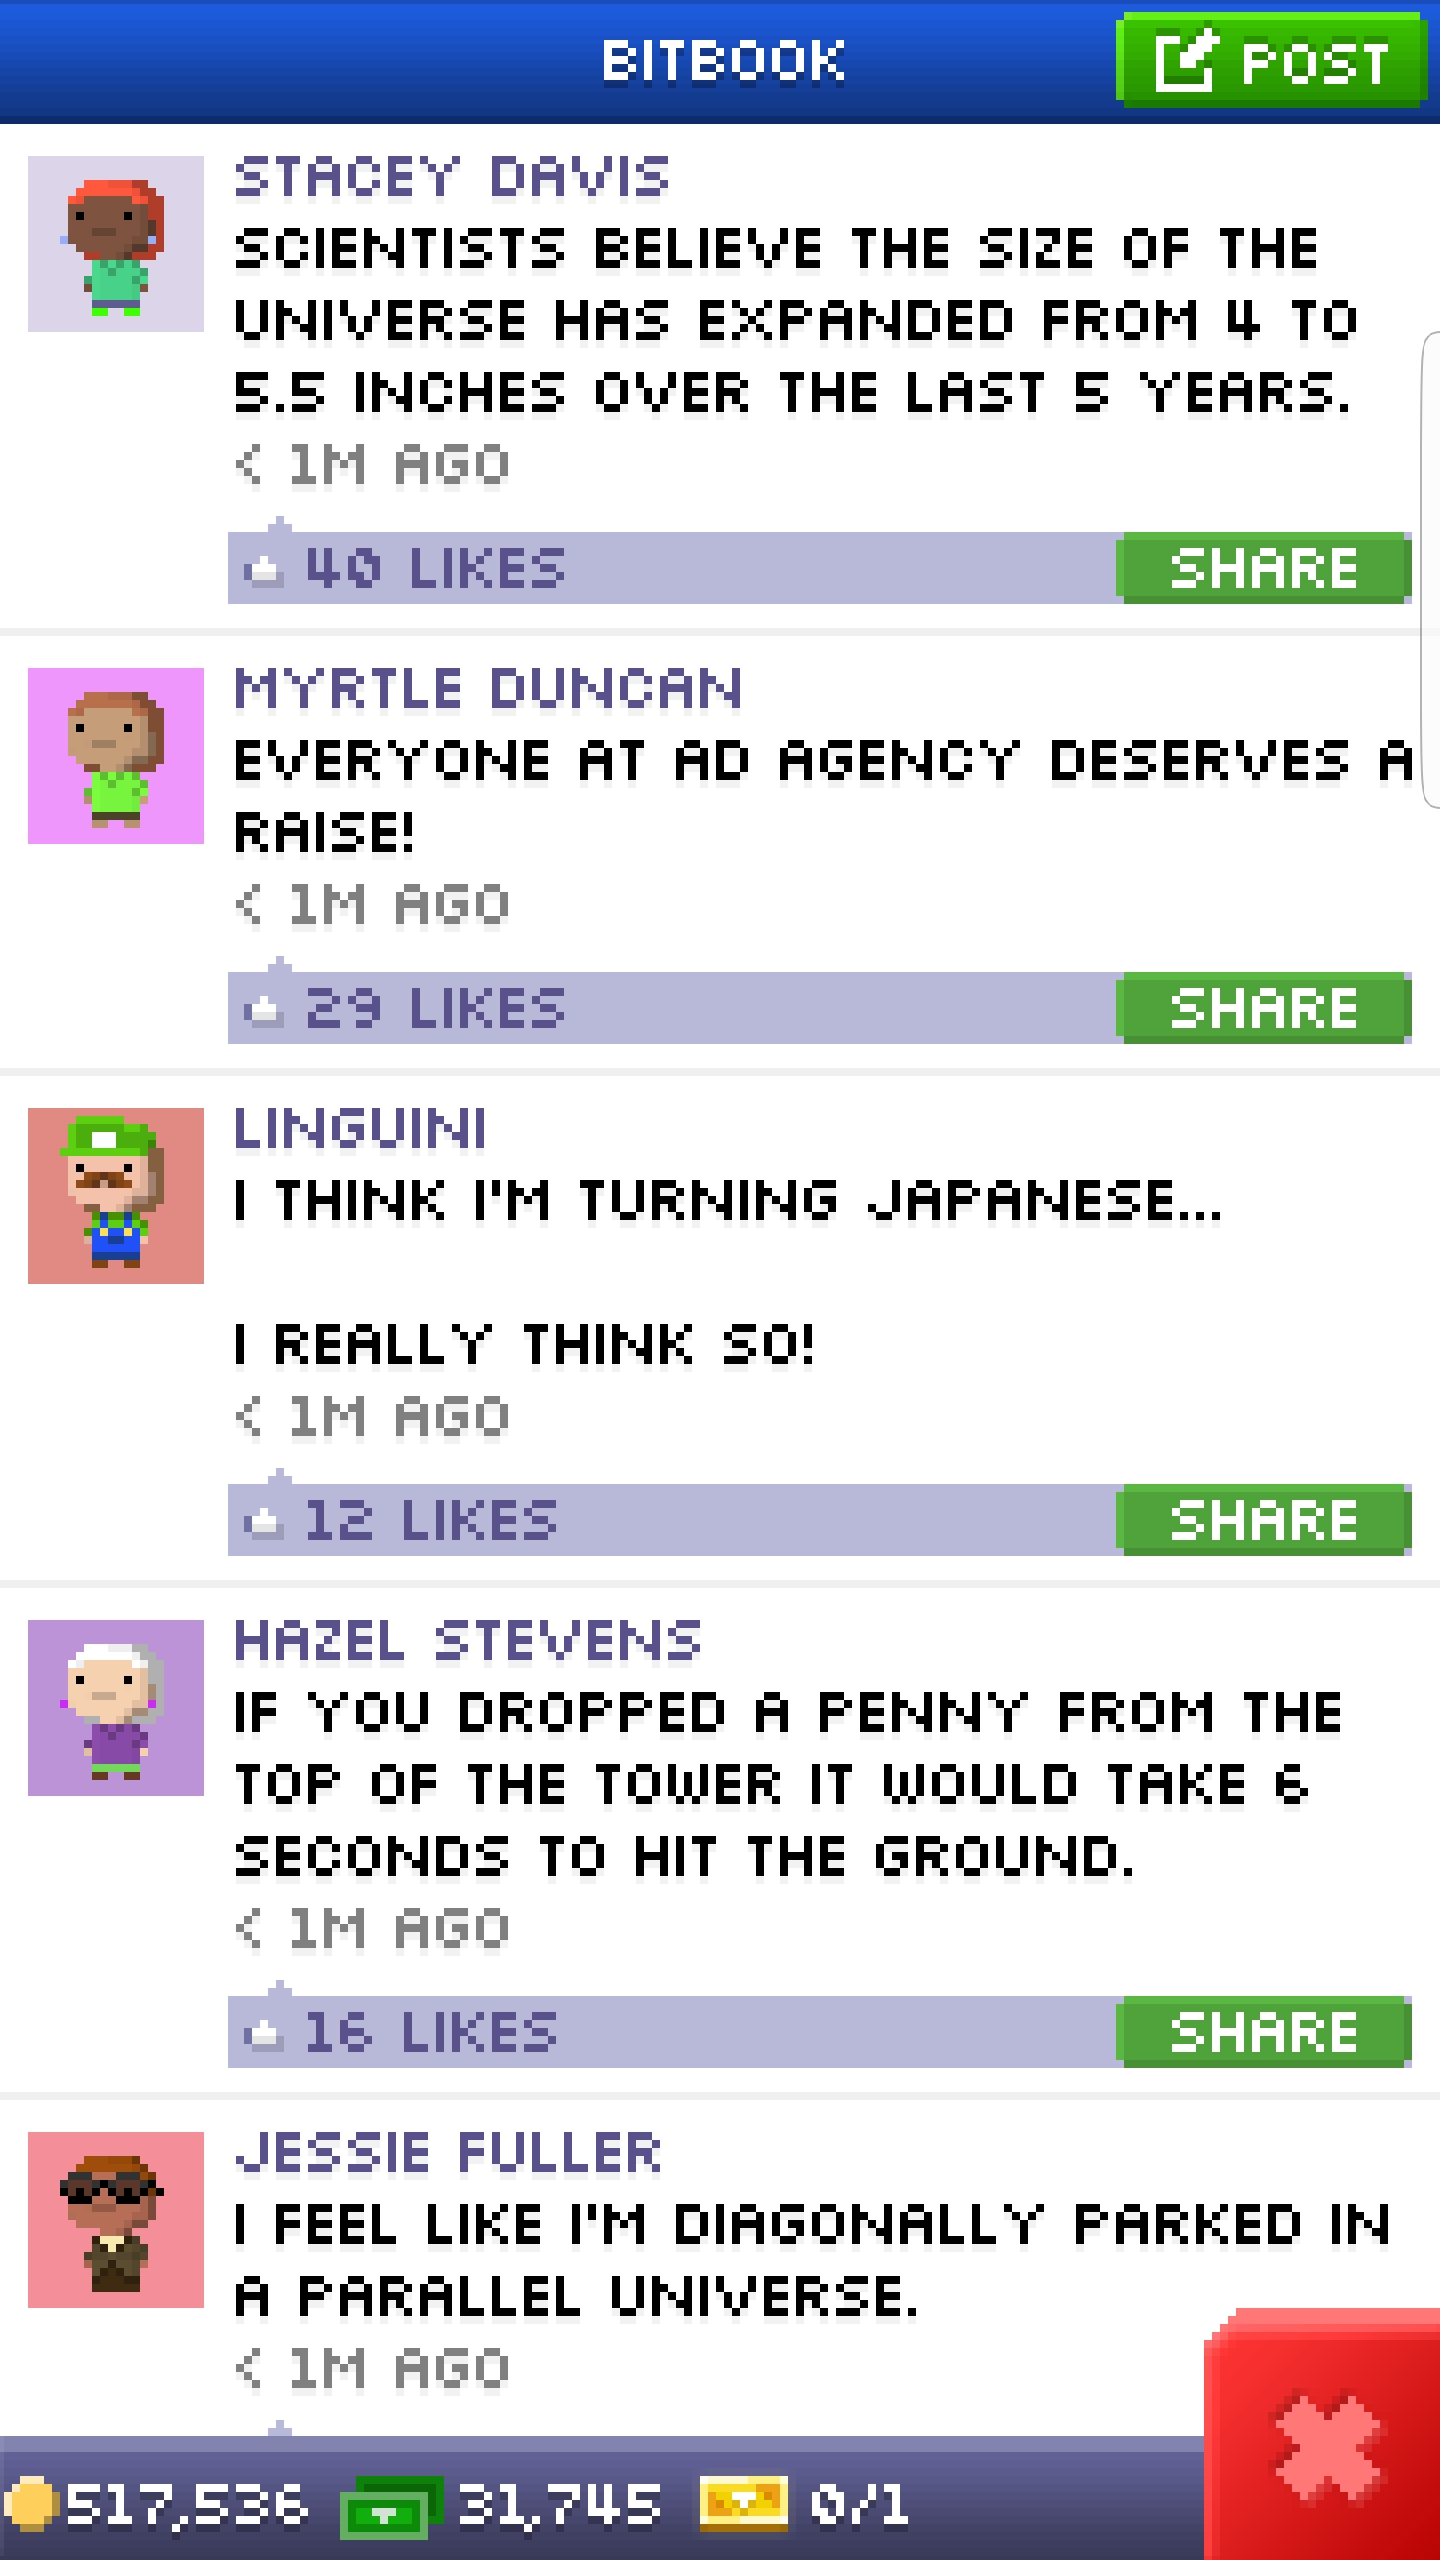 BITBOOK
POST
STACEY DAVIS
SCIENTISTS BELIEVE THE SIZE OF THE
UNIVERSE HAS EXPANDED FROM 4 TO
5.5 INCHES OVER THE LAST 5 YEARS.
< 1M AGO
40 LIKES
SHARE
MYRTLE DUNCAN
EVERYONE AT AD AGENCY DESERVES A
RAISE!
< 1M AGO
29 LIKES
SHARE
LINGUINI
I THINK I'M TURNING JAPANESE...
I REALLY THINK SO!
< 1M AGO
12 LIKES
SHARE
HAZEL STEVENS
IF YOU DROPPED A PENNY FROM THE
TOP OF THE TOWER IT WOULD TAKE 6
SECONDS TO HIT THE GROUND.
< 1M AGO
16 LIKES
SHARE
JESSIE FULLER
I FEEL LIKE I'M DIAGONALLY PARKED IN
A PARALLEL UNIVERSE.
< 1M AGO
517,536
31,745
0/1